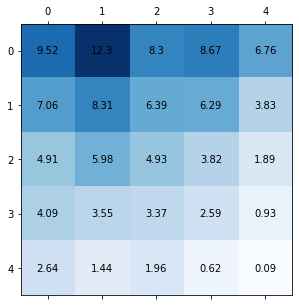 0 1 2 3 4
0 9.52 12.3 8.3 8.67 6.76
1 7.06 8.31 6.39 6.29 3.83
2 4.91 5.98 4.93 3.82 1.89
3 4.09 3.55 3.37 2.59 0.93
4 2.64 1.44 1.96 0.62 0.09